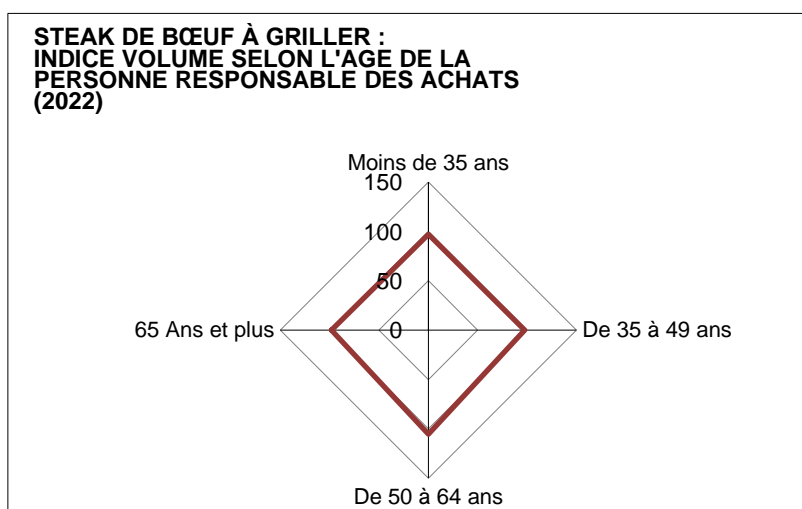 STEAK DE BŒUF À GRILLER :
INDICE VOLUME SELON L'AGE DE LA
PERSONNE RESPONSABLE DES ACHATS
(2022)
Moins de 35 ans
150
100
50
0
65 Ans et plus
De 35 à 49 ans
De 50 à 64 ans